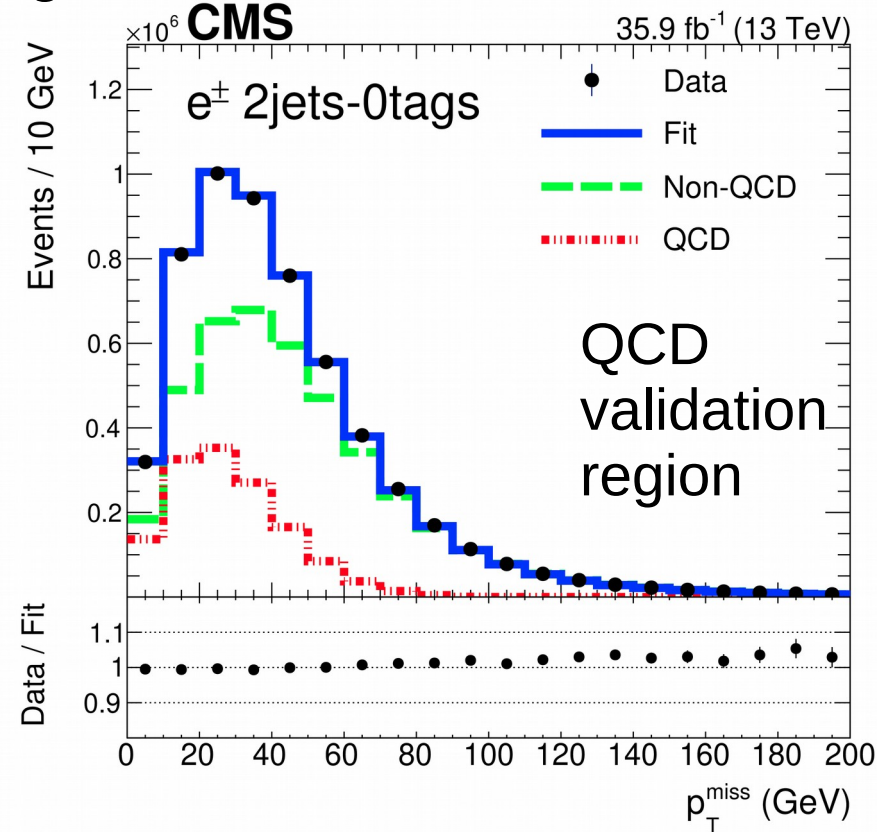 ×10⁶ CMS 35.9 fb⁻¹ (13 TeV)
Events / 10 GeV
1.2
1
0.8
0.6
0.4
0.2
e± 2jets-0tags
Data
Fit
Non-QCD
QCD
QCD
validation
region
Data / Fit
1.1
1
0.9
0 20 40 60 80 100 120 140 160 180 200
p_T^miss (GeV)